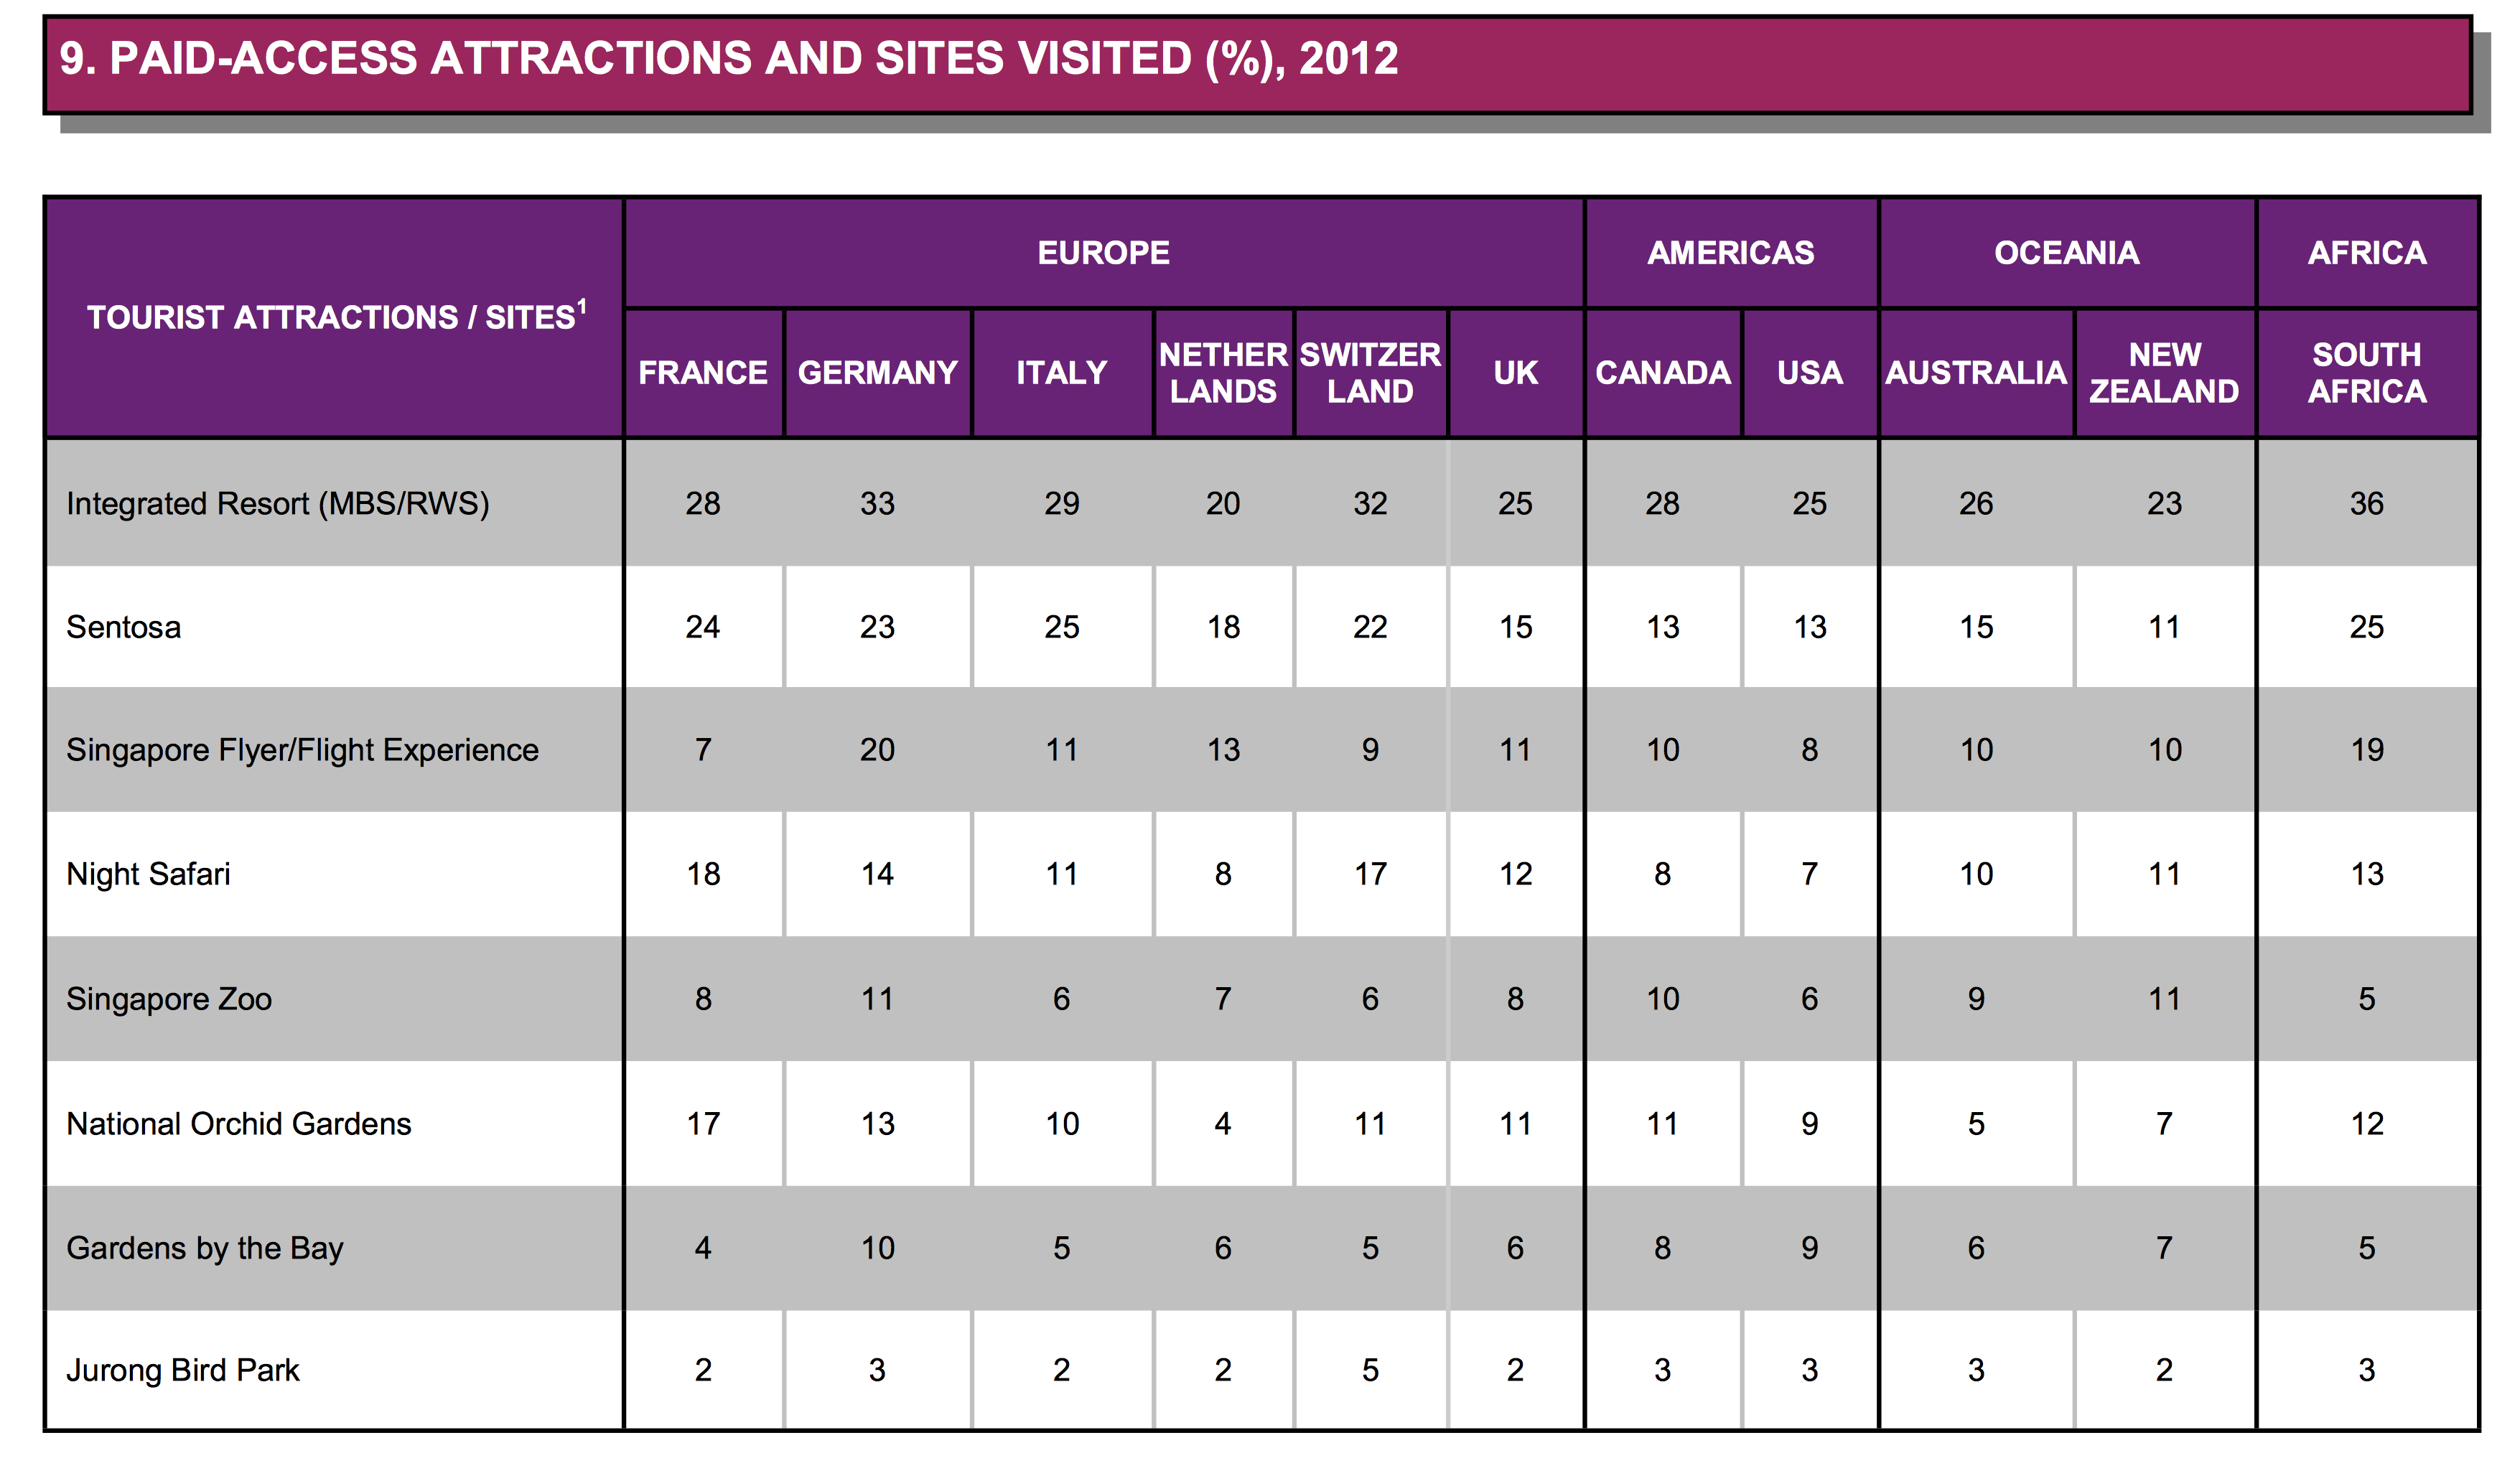 9. PAID-ACCESS ATTRACTIONS AND SITES VISITED (%), 2012
TOURIST ATTRACTIONS / SITES¹ EUROPE AMERICAS OCEANIA AFRICA
FRANCE GERMANY ITALY NETHER LANDS SWITZER LAND UK CANADA USA AUSTRALIA NEW ZEALAND SOUTH AFRICA
Integrated Resort (MBS/RWS) 28 33 29 20 32 25 28 25 26 23 36
Sentosa 24 23 25 18 22 15 13 13 15 11 25
Singapore Flyer/Flight Experience 7 20 11 13 9 11 10 8 10 10 19
Night Safari 18 14 11 8 17 12 8 7 10 11 13
Singapore Zoo 8 11 6 7 6 8 10 6 9 11 5
National Orchid Gardens 17 13 10 4 11 11 11 9 5 7 12
Gardens by the Bay 4 10 5 6 5 6 8 9 6 7 5
Jurong Bird Park 2 3 2 2 5 2 3 3 3 2 3